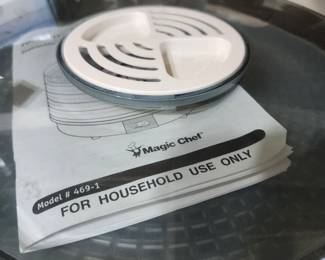 Magic Chef
Model # 469-1
FOR HOUSEHOLD USE ONLY